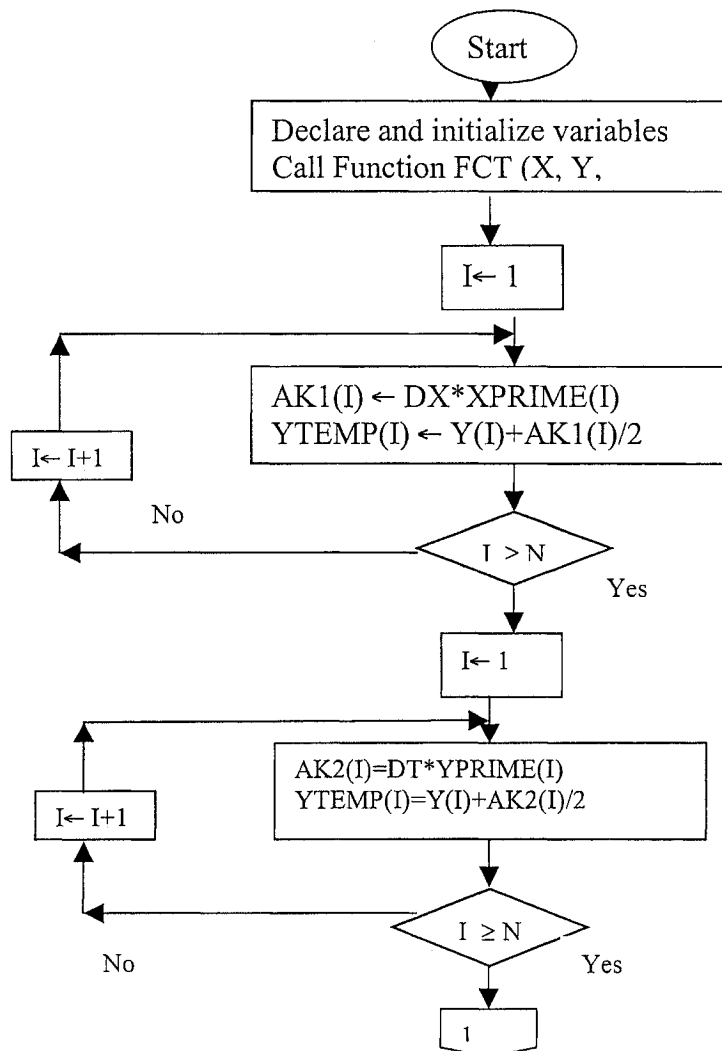 Start
Declare and initialize variables
Call Function FCT (X, Y,
I← 1
AK1(I) ← DX*XPRIME(I)
YTEMP(I) ← Y(I)+AK1(I)/2
I← I+1
No
I > N
Yes
I← 1
AK2(I)=DT*YPRIME(I)
YTEMP(I)=Y(I)+AK2(I)/2
I← I+1
I ≥ N
No
Yes
1